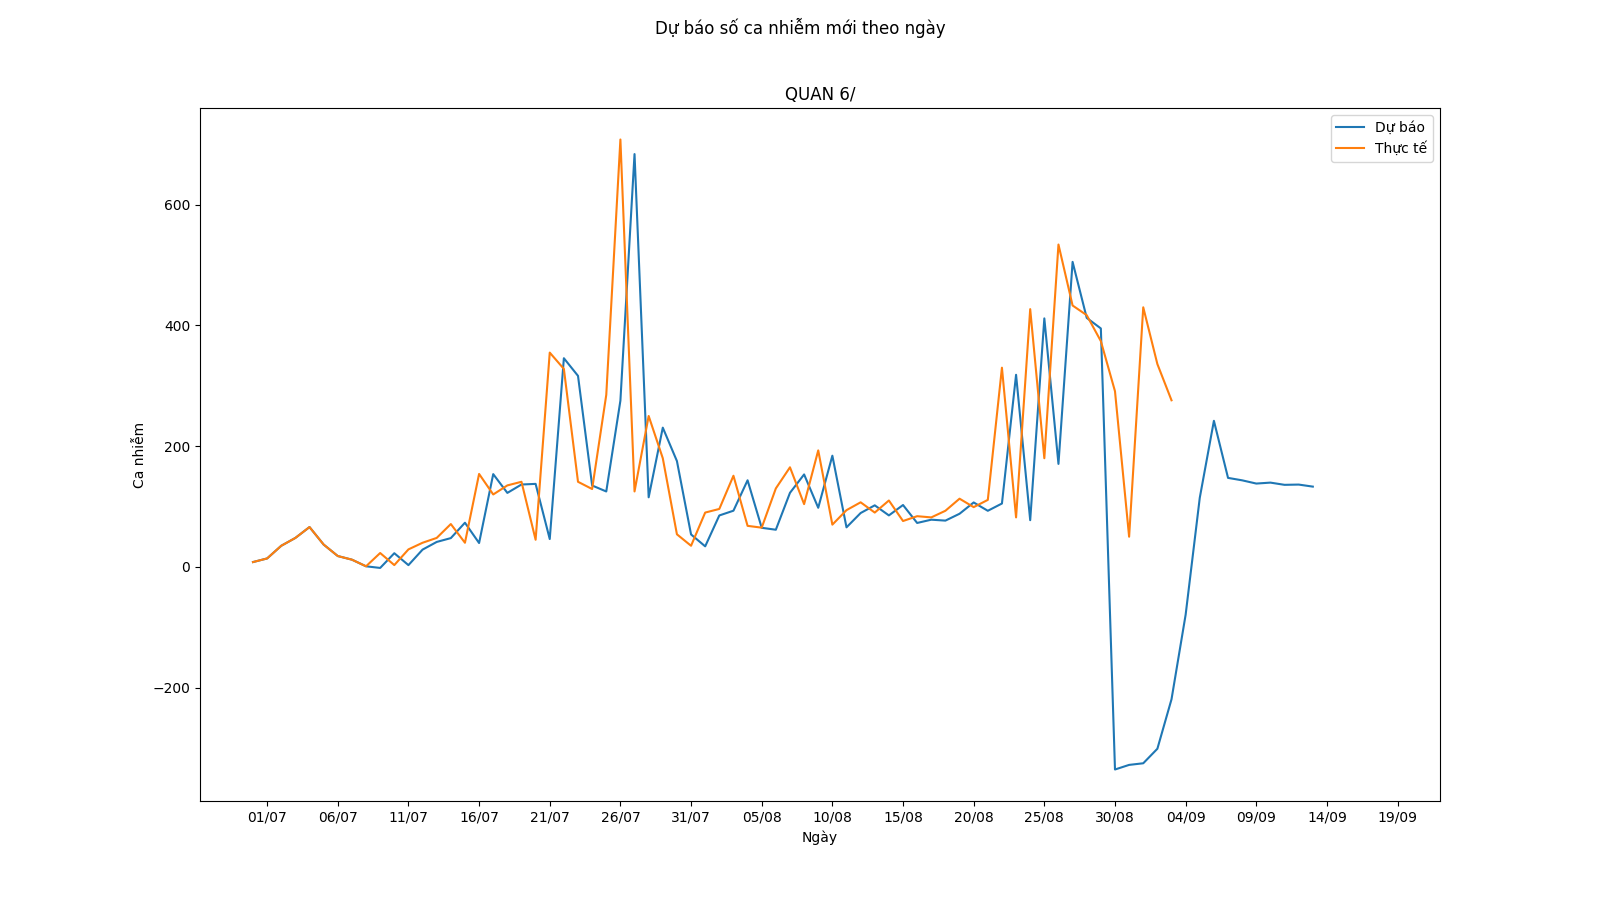 Dự báo số ca nhiễm mới theo ngày
QUAN 6/
Dự báo
Thực tế
600
400
200
0
−200
Ca nhiễm
01/07 06/07 11/07 16/07 21/07 26/07 31/07 05/08 10/08 15/08 20/08 25/08 30/08 04/09 09/09 14/09 19/09
Ngày